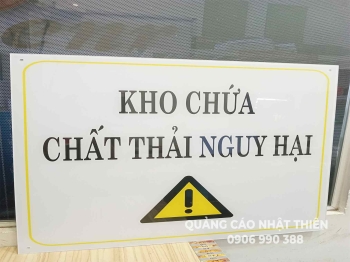 KHO CHỨA
CHẤT THẢI NGUY HẠI
!
QUẢNG CÁO NHẬT THIÊN
0906 990 388